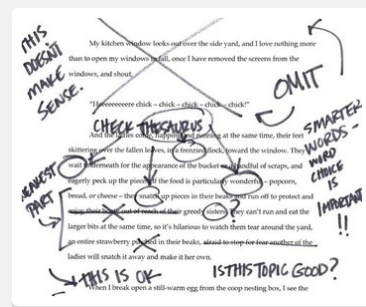 THIS
DOESN'T
MAKE
SENSE.
My kitchen window looks out over the side yard, and I love nothing more
than to open my windows in fall, once I have removed the screens from the
windows, and shout,
OMIT
"Heeeeeeeere chick – chick – chick – chick – chick!"
CHECK THESAURUS!
And the ladies come, flapping and running at the same time, their feet
skittering over the fallen leaves, in a frenzied flock, toward the window. They
wait underneath for the appearance of the bucket or handful of scraps, and
eagerly peck up the pieces. If the food is particularly wonderful – popcorn,
bread, or cheese – they snatch up pieces in their beaks and run off to protect and
enjoy their bounty out of reach of their greedy sisters. They can't run and eat the
larger bits at the same time, so it's hilarious to watch them tear around the yard,
an entire strawberry in their beaks, afraid to stop for fear another of the
ladies will snatch it away and make it her own.
SMARTER
WORDS –
WORD
CHOICE
IS
IMPORTANT
!!
WEAKEST
PART
THIS IS OK
IS THIS TOPIC GOOD?
When I break open a still-warm egg from the coop nesting box, I see the